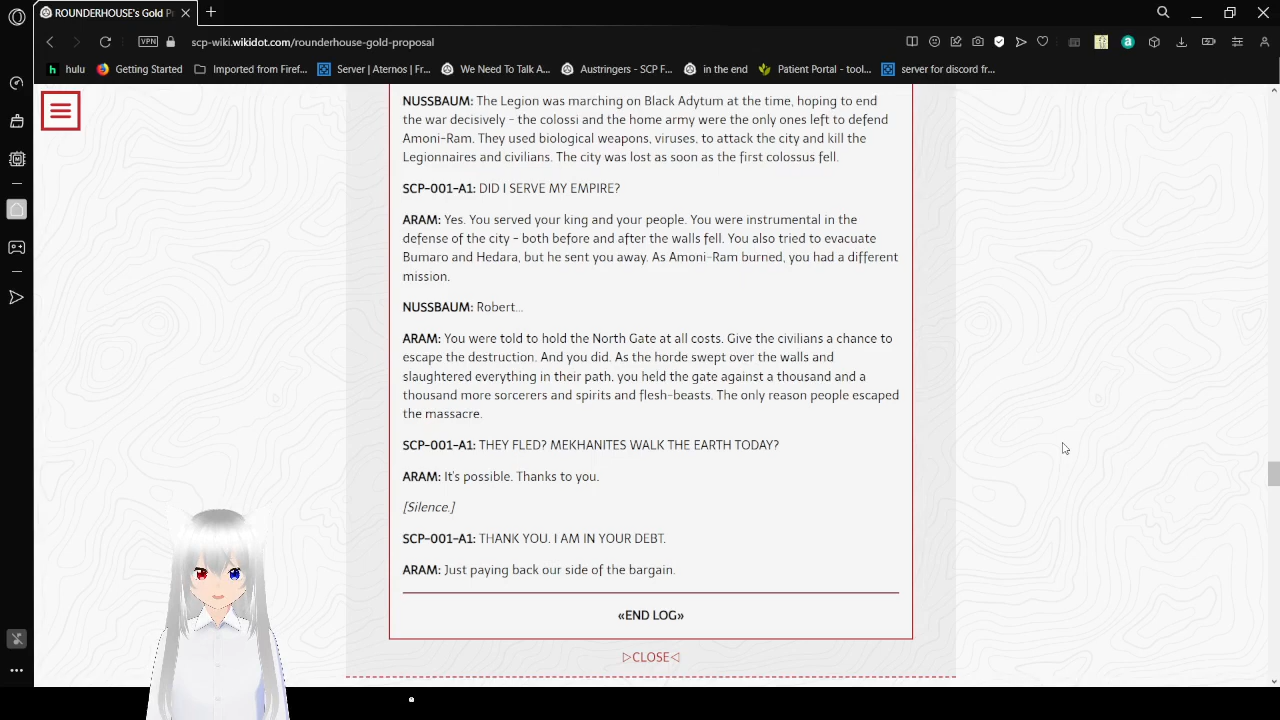 ROUNDERHOUSE's Gold P
scp-wiki.wikidot.com/rounderhouse-gold-proposal
VPN
hulu
Getting Started
Imported from Firef...
Server | Aternos | Fr...
We Need To Talk A...
Austringers - SCP F...
in the end
Patient Portal - tool...
server for discord fr...
NUSSBAUM: The Legion was marching on Black Adytum at the time, hoping to end
the war decisively - the colossi and the home army were the only ones left to defend
Amoni-Ram. They used biological weapons, viruses, to attack the city and kill the
Legionnaires and civilians. The city was lost as soon as the first colossus fell.
SCP-001-A1: DID I SERVE MY EMPIRE?
ARAM: Yes. You served your king and your people. You were instrumental in the
defense of the city - both before and after the walls fell. You also tried to evacuate
Bumaro and Hedara, but he sent you away. As Amoni-Ram burned, you had a different
mission.
NUSSBAUM: Robert...
ARAM: You were told to hold the North Gate at all costs. Give the civilians a chance to
escape the destruction. And you did. As the horde swept over the walls and
slaughtered everything in their path, you held the gate against a thousand and a
thousand more sorcerers and spirits and flesh-beasts. The only reason people escaped
the massacre.
SCP-001-A1: THEY FLED? MEKHANITES WALK THE EARTH TODAY?
ARAM: It's possible. Thanks to you.
[Silence.]
SCP-001-A1: THANK YOU. I AM IN YOUR DEBT.
ARAM: Just paying back our side of the bargain.
«END LOG»
▷CLOSE◁